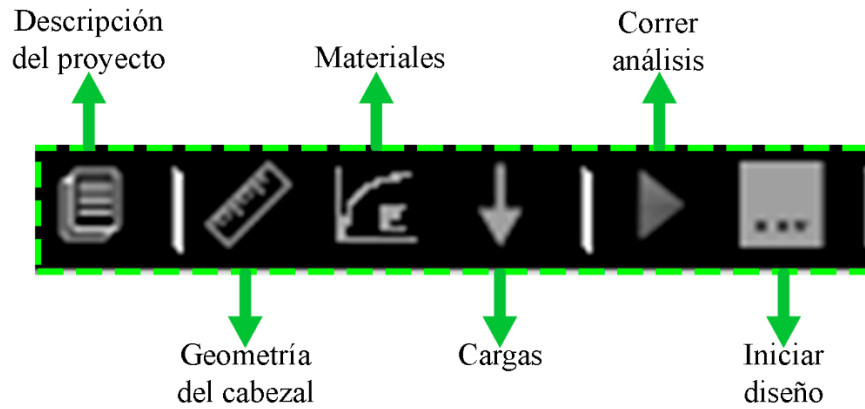 Descripción
del proyecto
Materiales
Correr
análisis
E
Geometría
del cabezal
Cargas
Iniciar
diseño